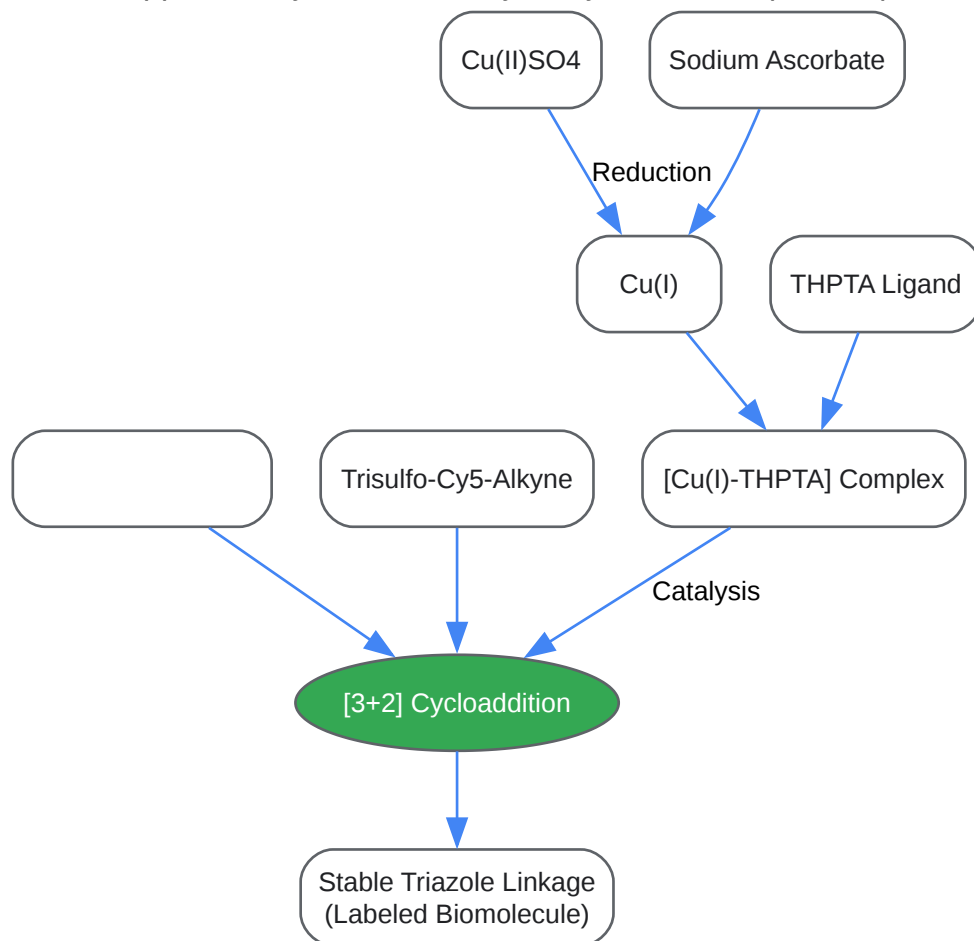 Cu(II)SO4
Sodium Ascorbate
Reduction
Cu(I)
THPTA Ligand
Trisulfo-Cy5-Alkyne
[Cu(I)-THPTA] Complex
Catalysis
[3+2] Cycloaddition
Stable Triazole Linkage
(Labeled Biomolecule)